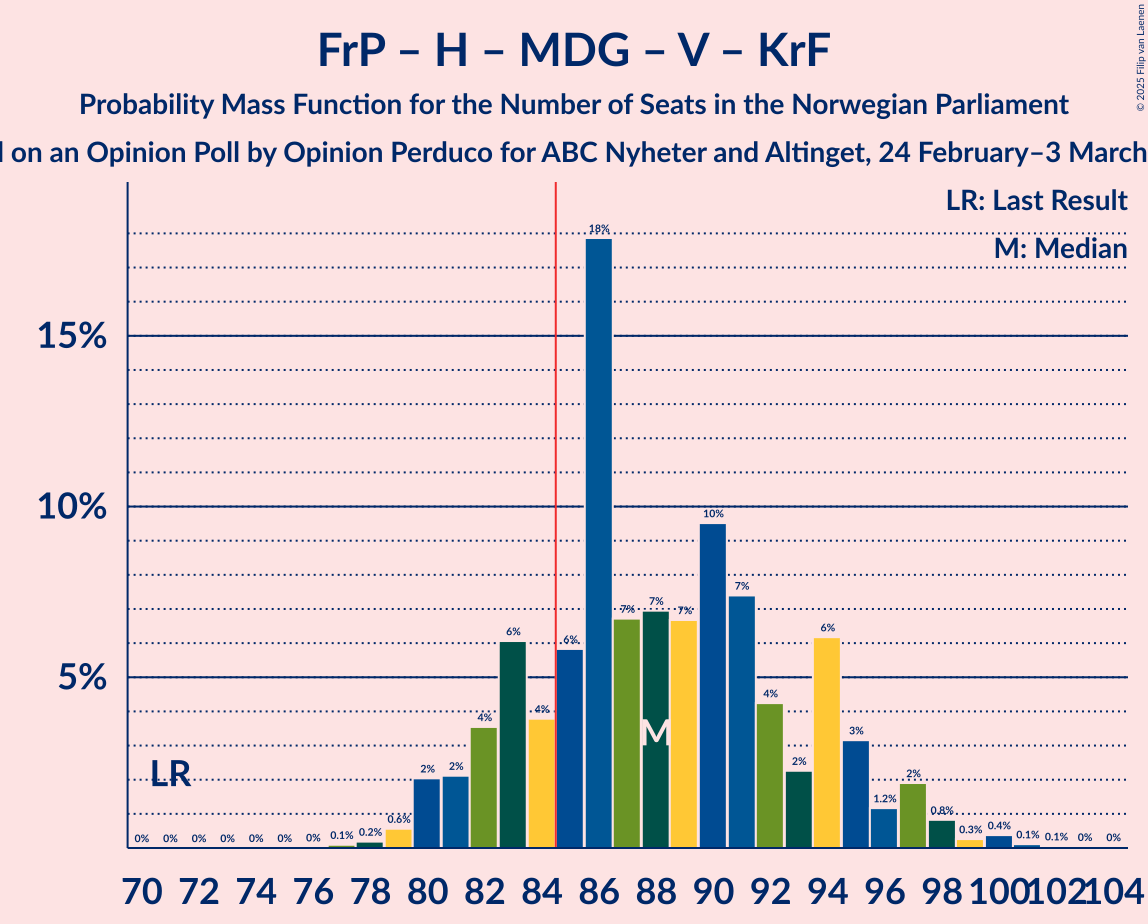 FrP – H – MDG – V – KrF
Probability Mass Function for the Number of Seats in the Norwegian Parliament
on an Opinion Poll by Opinion Perduco for ABC Nyheter and Altinget, 24 February–3 March
© 2025 Filip van Laenen
LR: Last Result
M: Median
15%
10%
5%
LR
M
0% 0% 0% 0% 0% 0% 0% 0.1% 0.2% 0.6% 2% 2% 4% 6% 4% 6% 18% 7% 7% 7% 10% 7% 4% 2% 6% 3% 1.2% 2% 0.8% 0.3% 0.4% 0.1% 0.1% 0% 0%
70 72 74 76 78 80 82 84 86 88 90 92 94 96 98 100 102 104